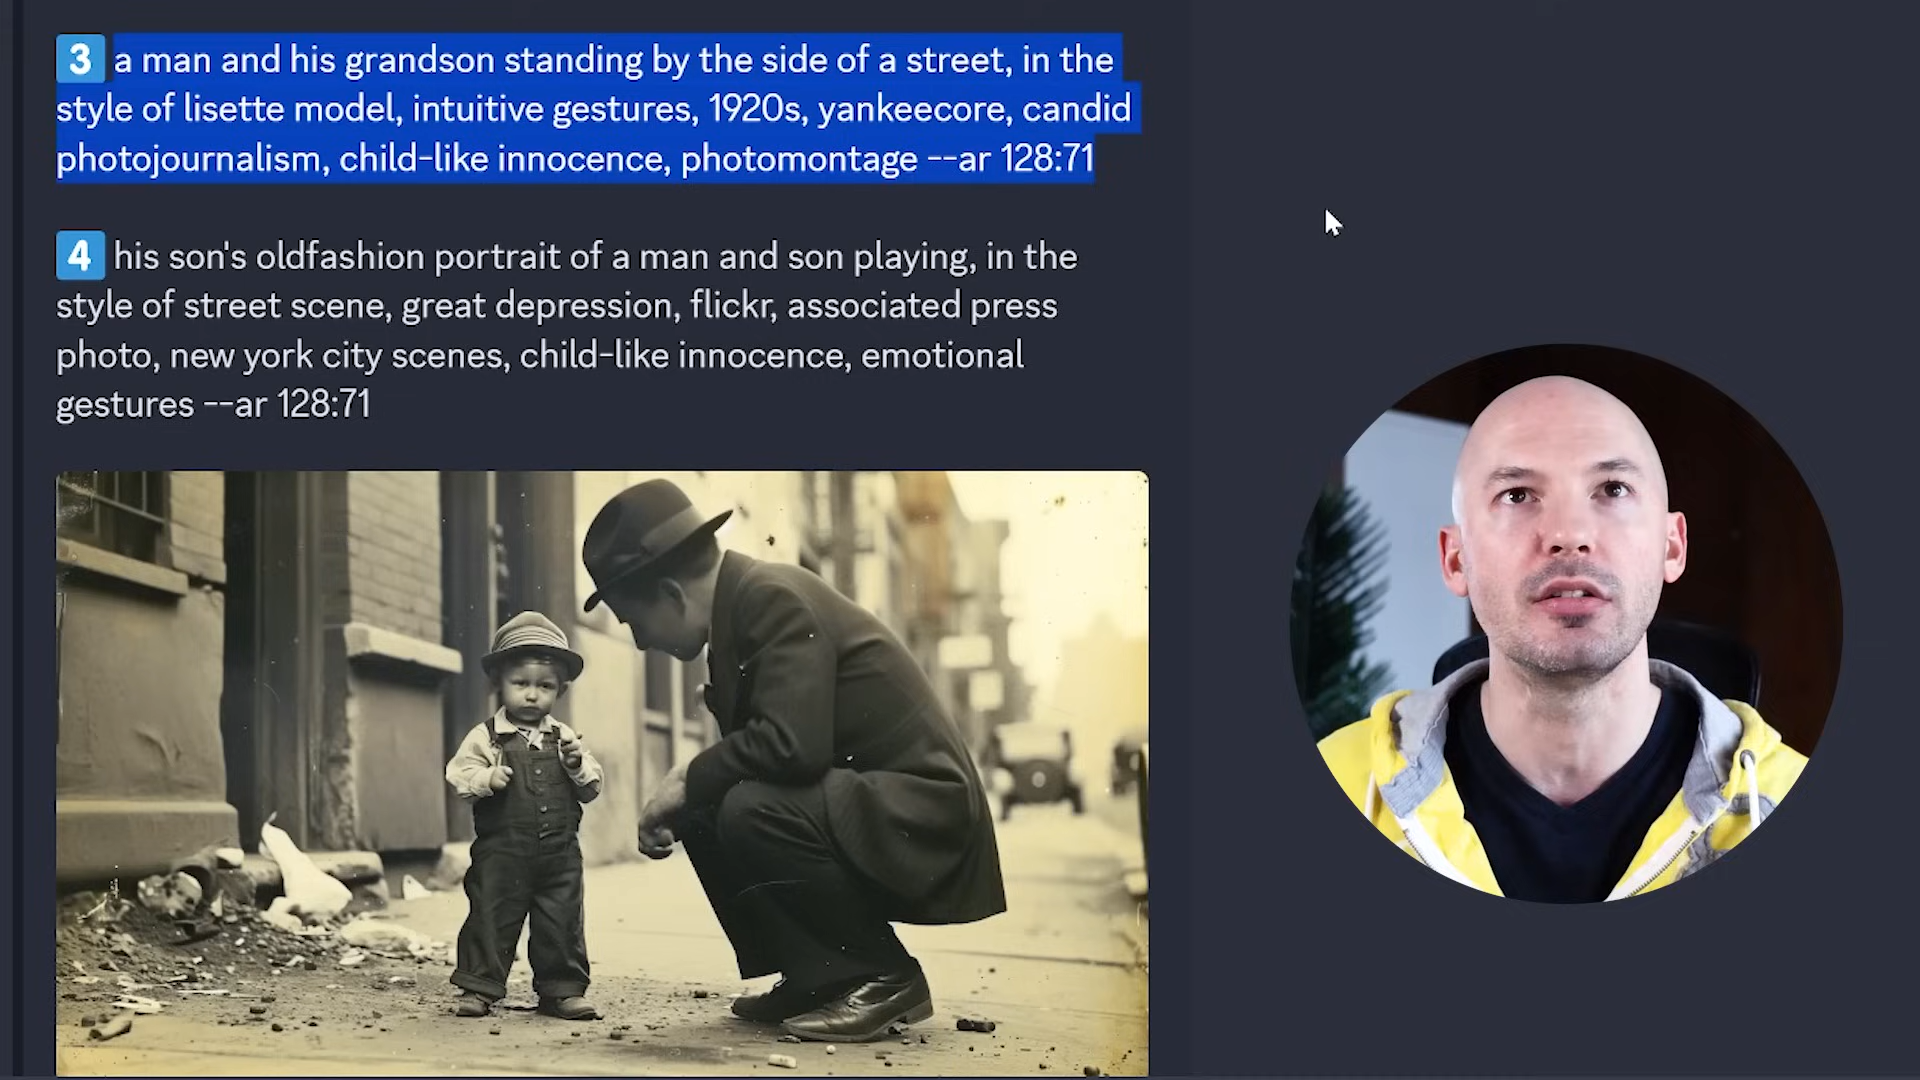 3 a man and his grandson standing by the side of a street, in the
style of lisette model, intuitive gestures, 1920s, yankeecore, candid
photojournalism, child-like innocence, photomontage --ar 128:71
4 his son's oldfashion portrait of a man and son playing, in the
style of street scene, great depression, flickr, associated press
photo, new york city scenes, child-like innocence, emotional
gestures --ar 128:71